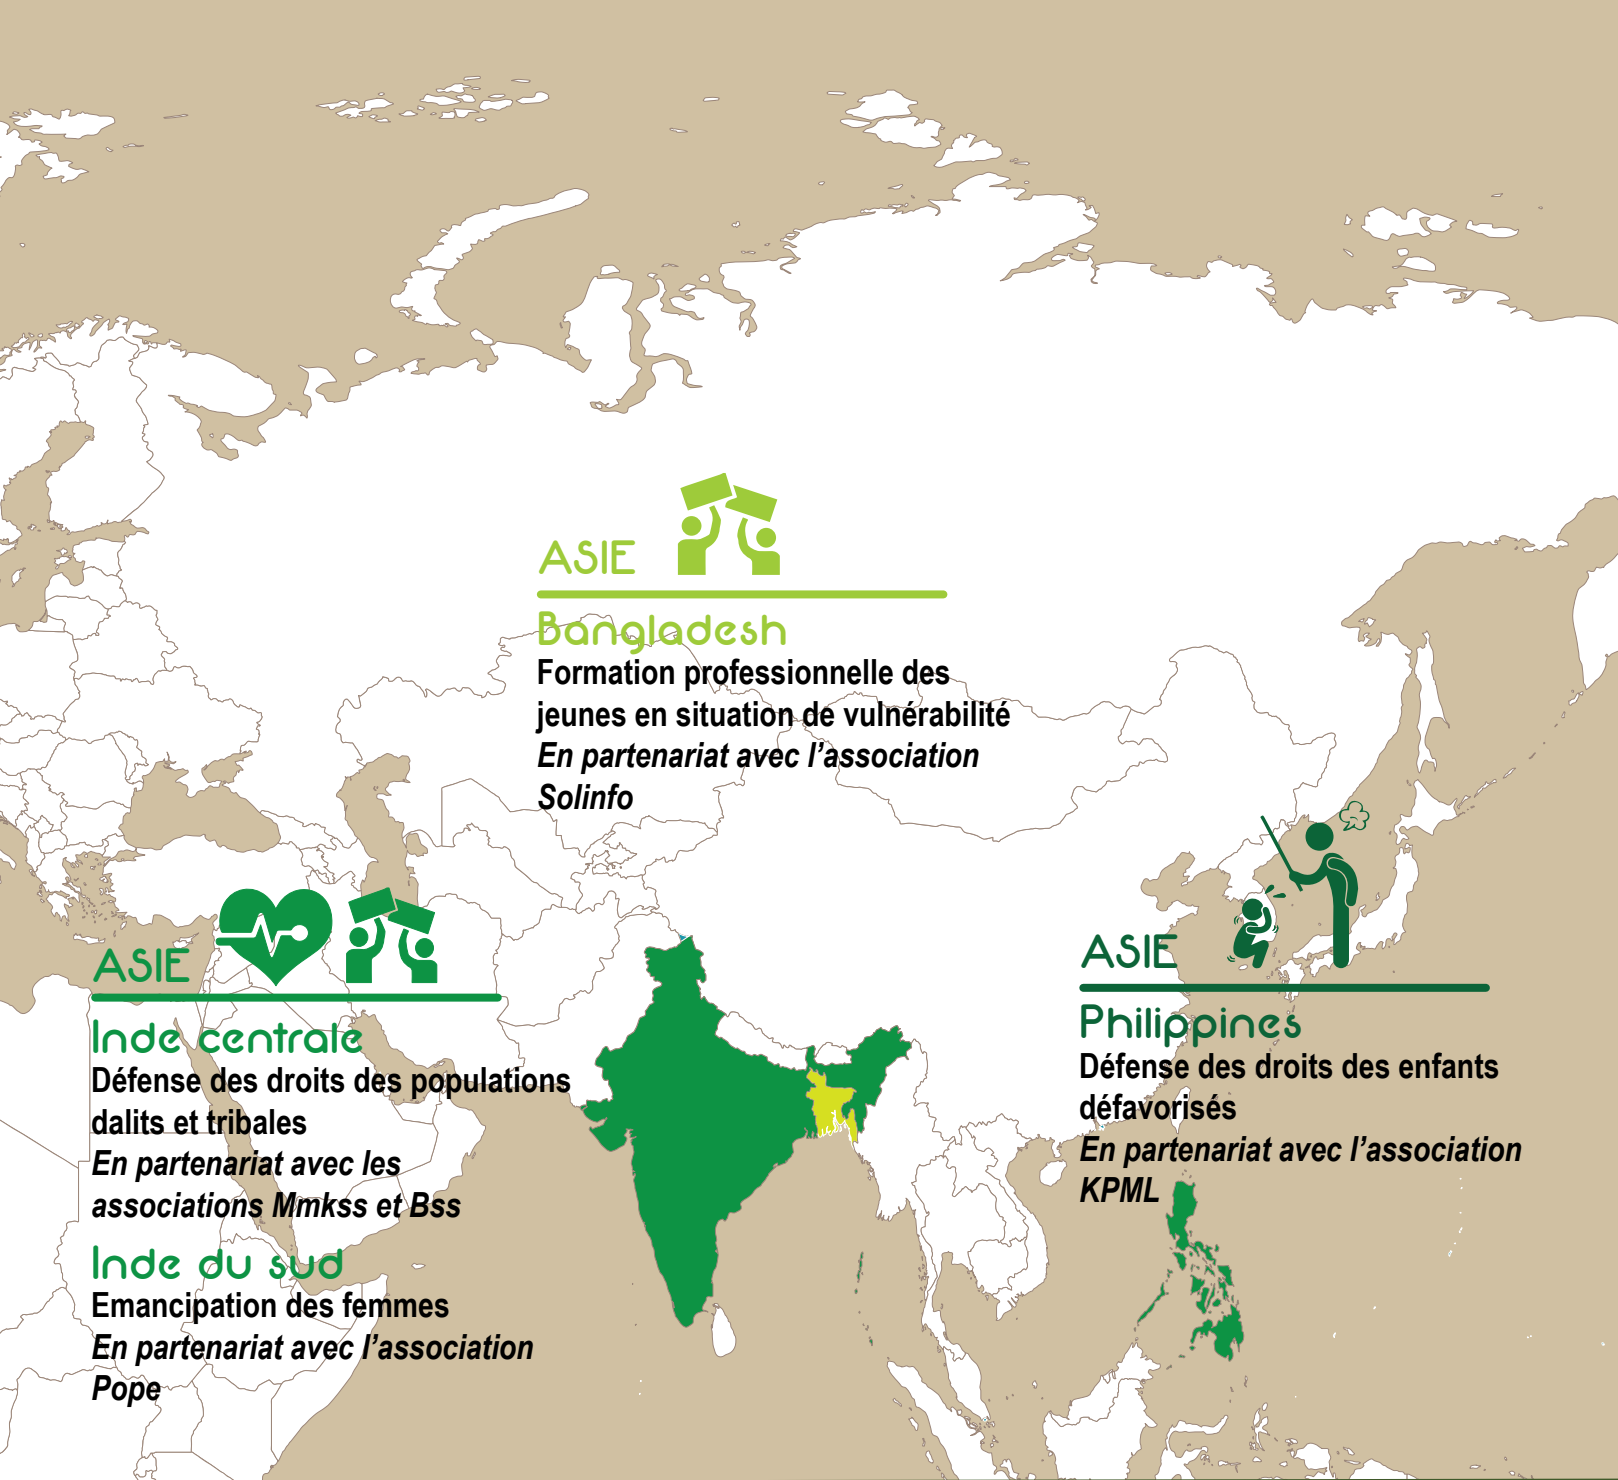 ASIE
Bangladesh
Formation professionnelle des
jeunes en situation de vulnérabilité
En partenariat avec l’association
Solinfo
ASIE
Inde centrale
Défense des droits des populations
dalits et tribales
En partenariat avec les
associations Mmkss et Bss
Inde du sud
Emancipation des femmes
En partenariat avec l’association
Pope
ASIE
Philippines
Défense des droits des enfants
défavorisés
En partenariat avec l’association
KPML